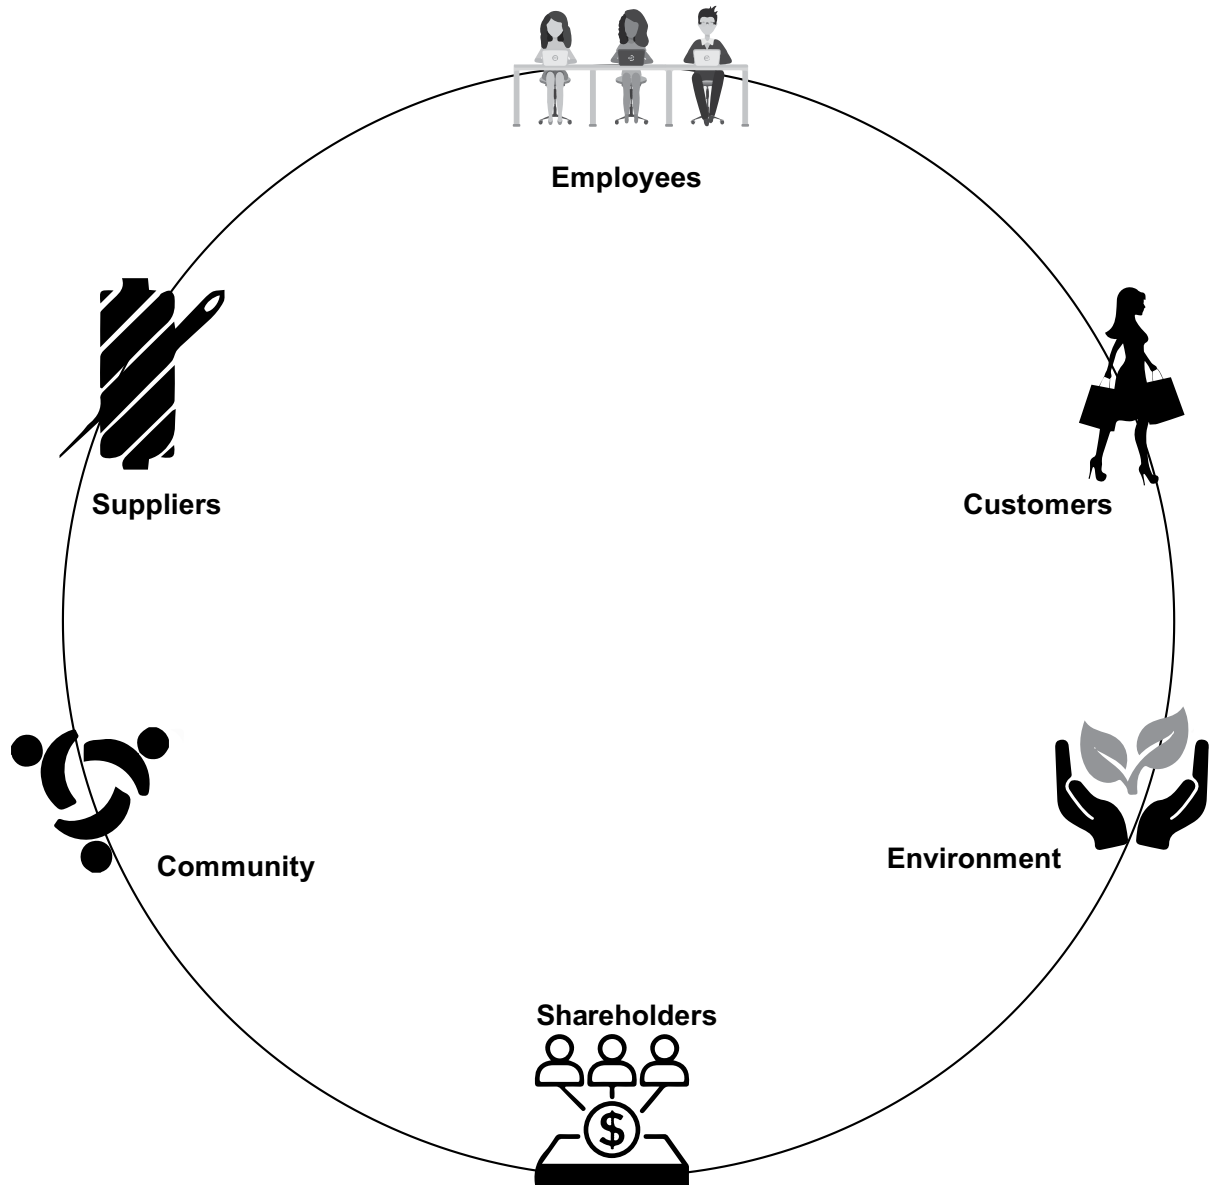 Employees
Suppliers
Customers
Community
Environment
Shareholders
$